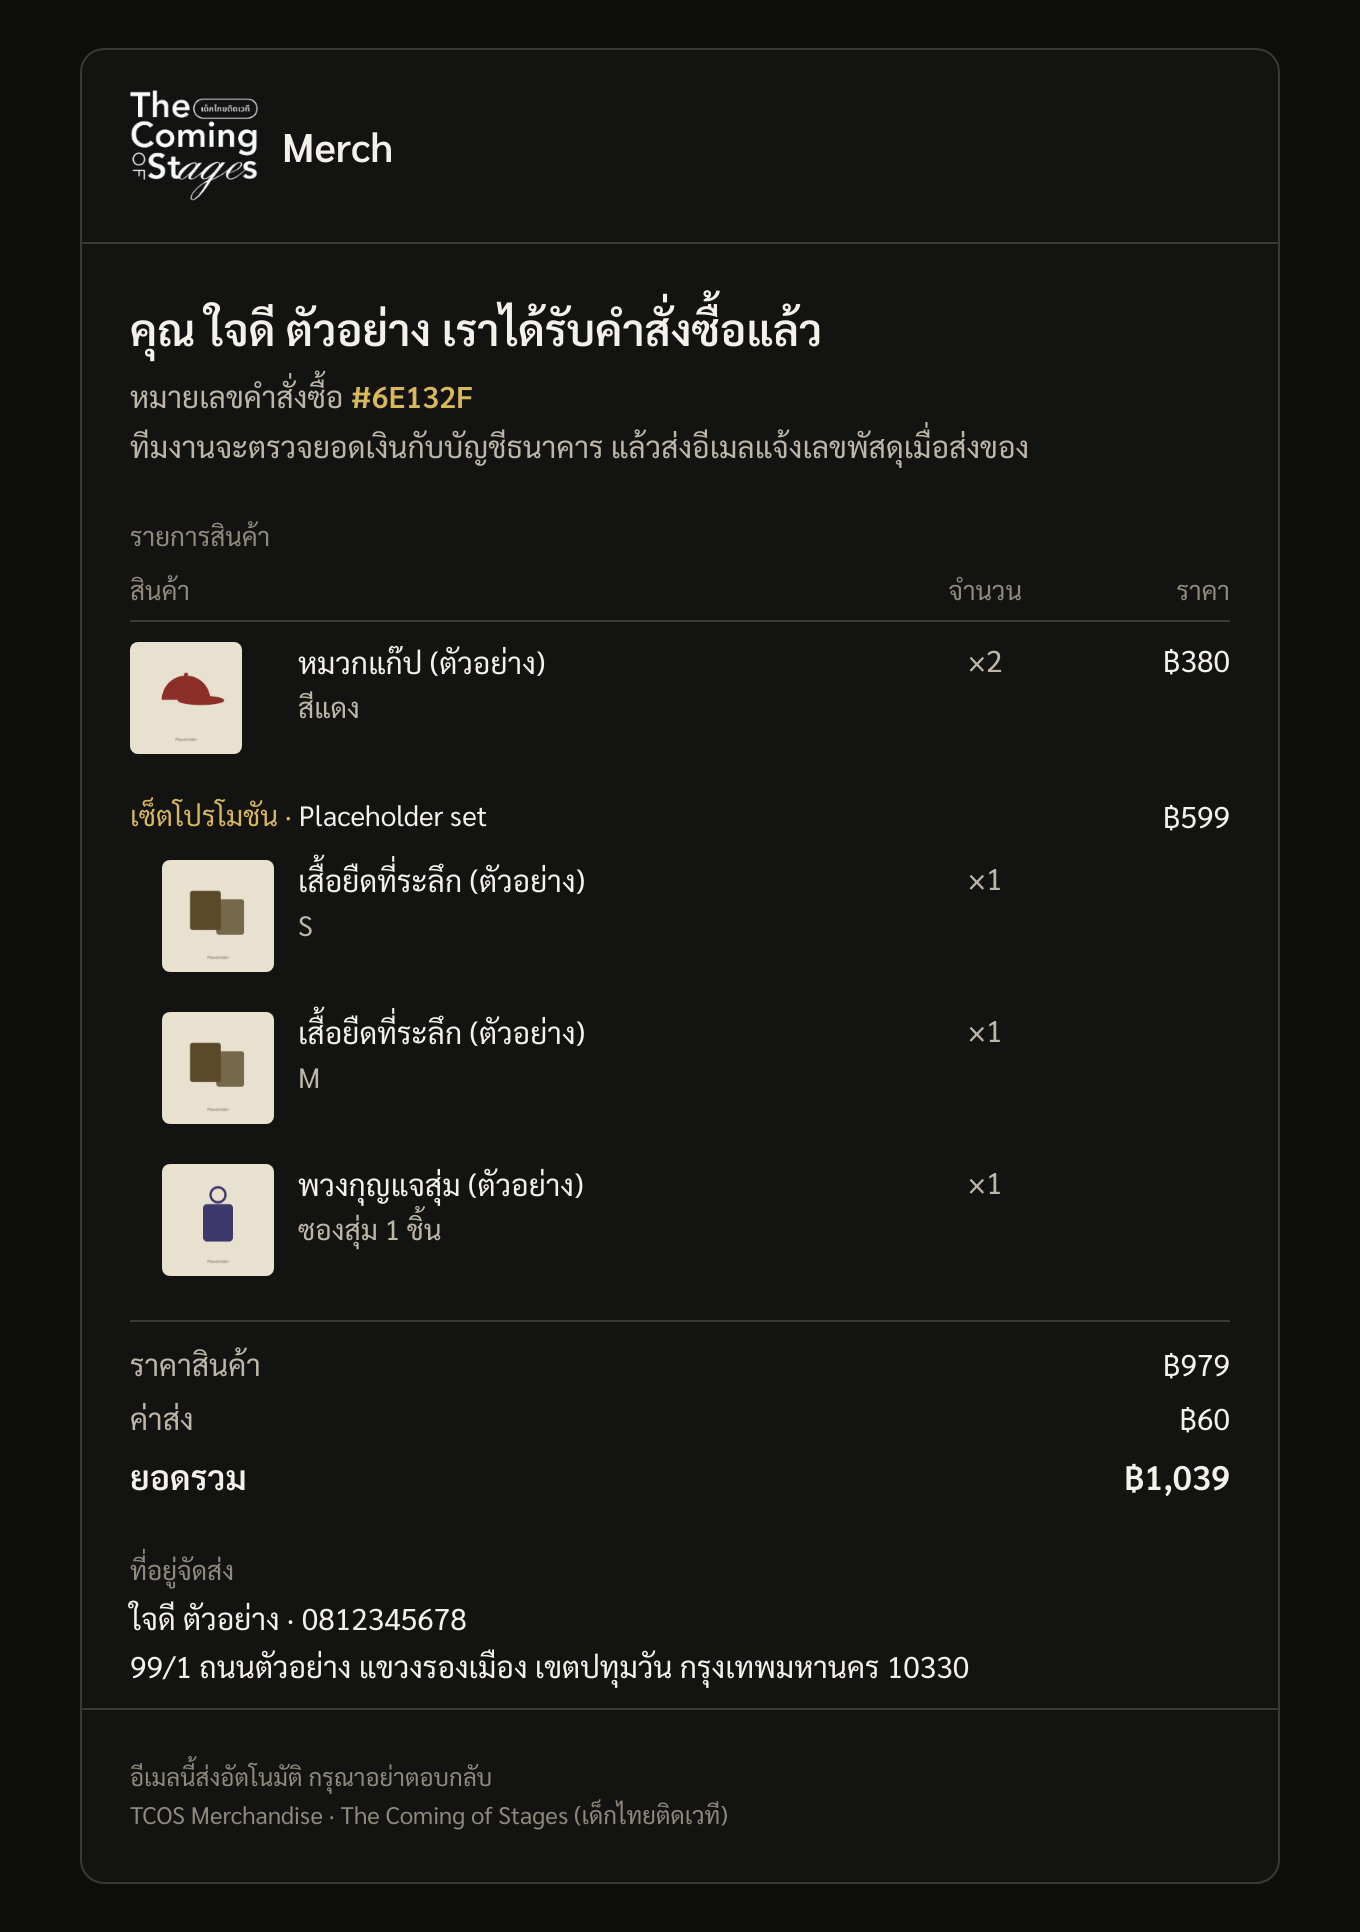 The เด็กไทยติดเวที
Coming
OF Stages
Merch
คุณ ใจดี ตัวอย่าง เราได้รับคำสั่งซื้อแล้ว
หมายเลขคำสั่งซื้อ #6E132F
ทีมงานจะตรวจยอดเงินกับบัญชีธนาคาร แล้วส่งอีเมลแจ้งเลขพัสดุเมื่อส่งของ
รายการสินค้า
สินค้า จำนวน ราคา
หมวกแก๊ป (ตัวอย่าง) ×2 ฿380
สีแดง
Placeholder
เซ็ตโปรโมชัน · Placeholder set ฿599
เสื้อยืดที่ระลึก (ตัวอย่าง) ×1
S
Placeholder
เสื้อยืดที่ระลึก (ตัวอย่าง) ×1
M
Placeholder
พวงกุญแจสุ่ม (ตัวอย่าง) ×1
ซองสุ่ม 1 ชิ้น
Placeholder
ราคาสินค้า ฿979
ค่าส่ง ฿60
ยอดรวม ฿1,039
ที่อยู่จัดส่ง
ใจดี ตัวอย่าง · 0812345678
99/1 ถนนตัวอย่าง แขวงรองเมือง เขตปทุมวัน กรุงเทพมหานคร 10330
อีเมลนี้ส่งอัตโนมัติ กรุณาอย่าตอบกลับ
TCOS Merchandise · The Coming of Stages (เด็กไทยติดเวที)